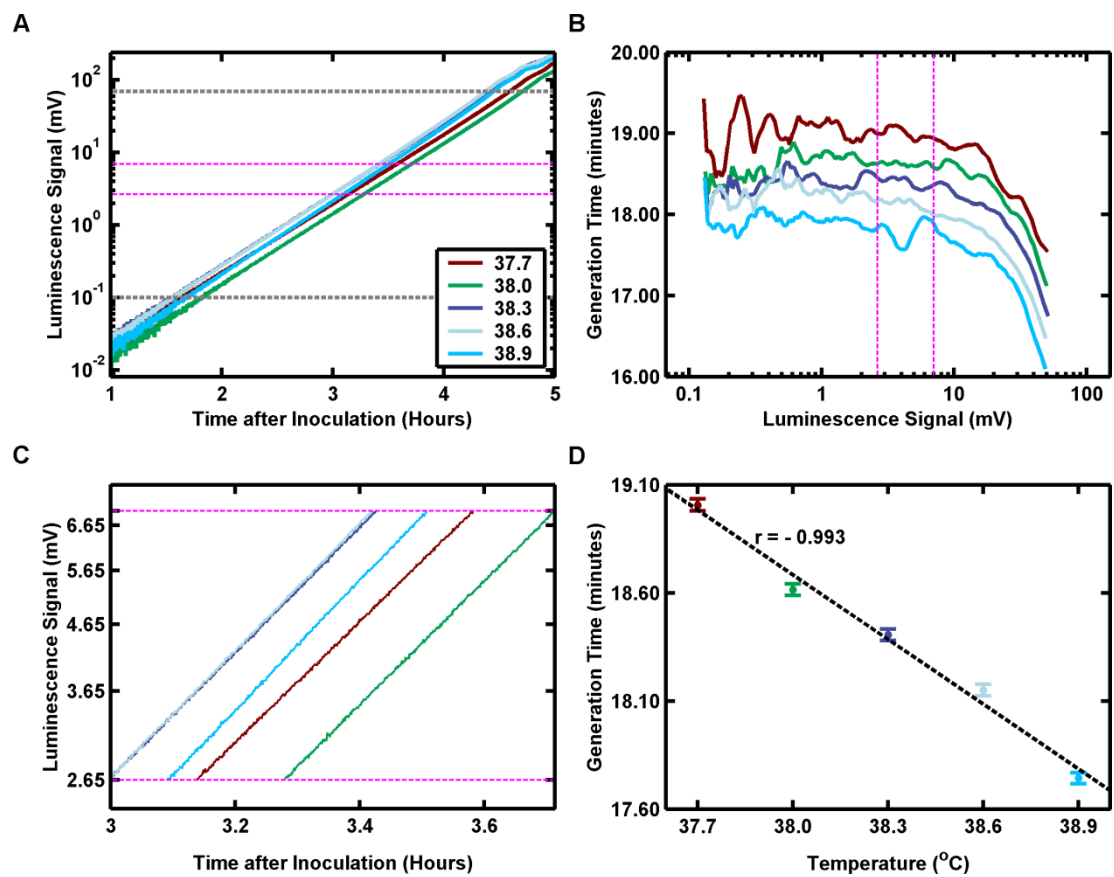 A
Luminescence Signal (mV)
10²
10¹
10⁰
10⁻¹
10⁻²
37.7
38.0
38.3
38.6
38.9
1 2 3 4 5
Time after Inoculation (Hours)
B
Generation Time (minutes)
20.00
19.00
18.00
17.00
16.00
0.1 1 10 100
Luminescence Signal (mV)
C
Luminescence Signal (mV)
6.65
5.65
4.65
3.65
2.65
3 3.2 3.4 3.6
Time after Inoculation (Hours)
D
Generation Time (minutes)
19.10
18.60
18.10
17.60
r = - 0.993
37.7 38.0 38.3 38.6 38.9
Temperature (°C)